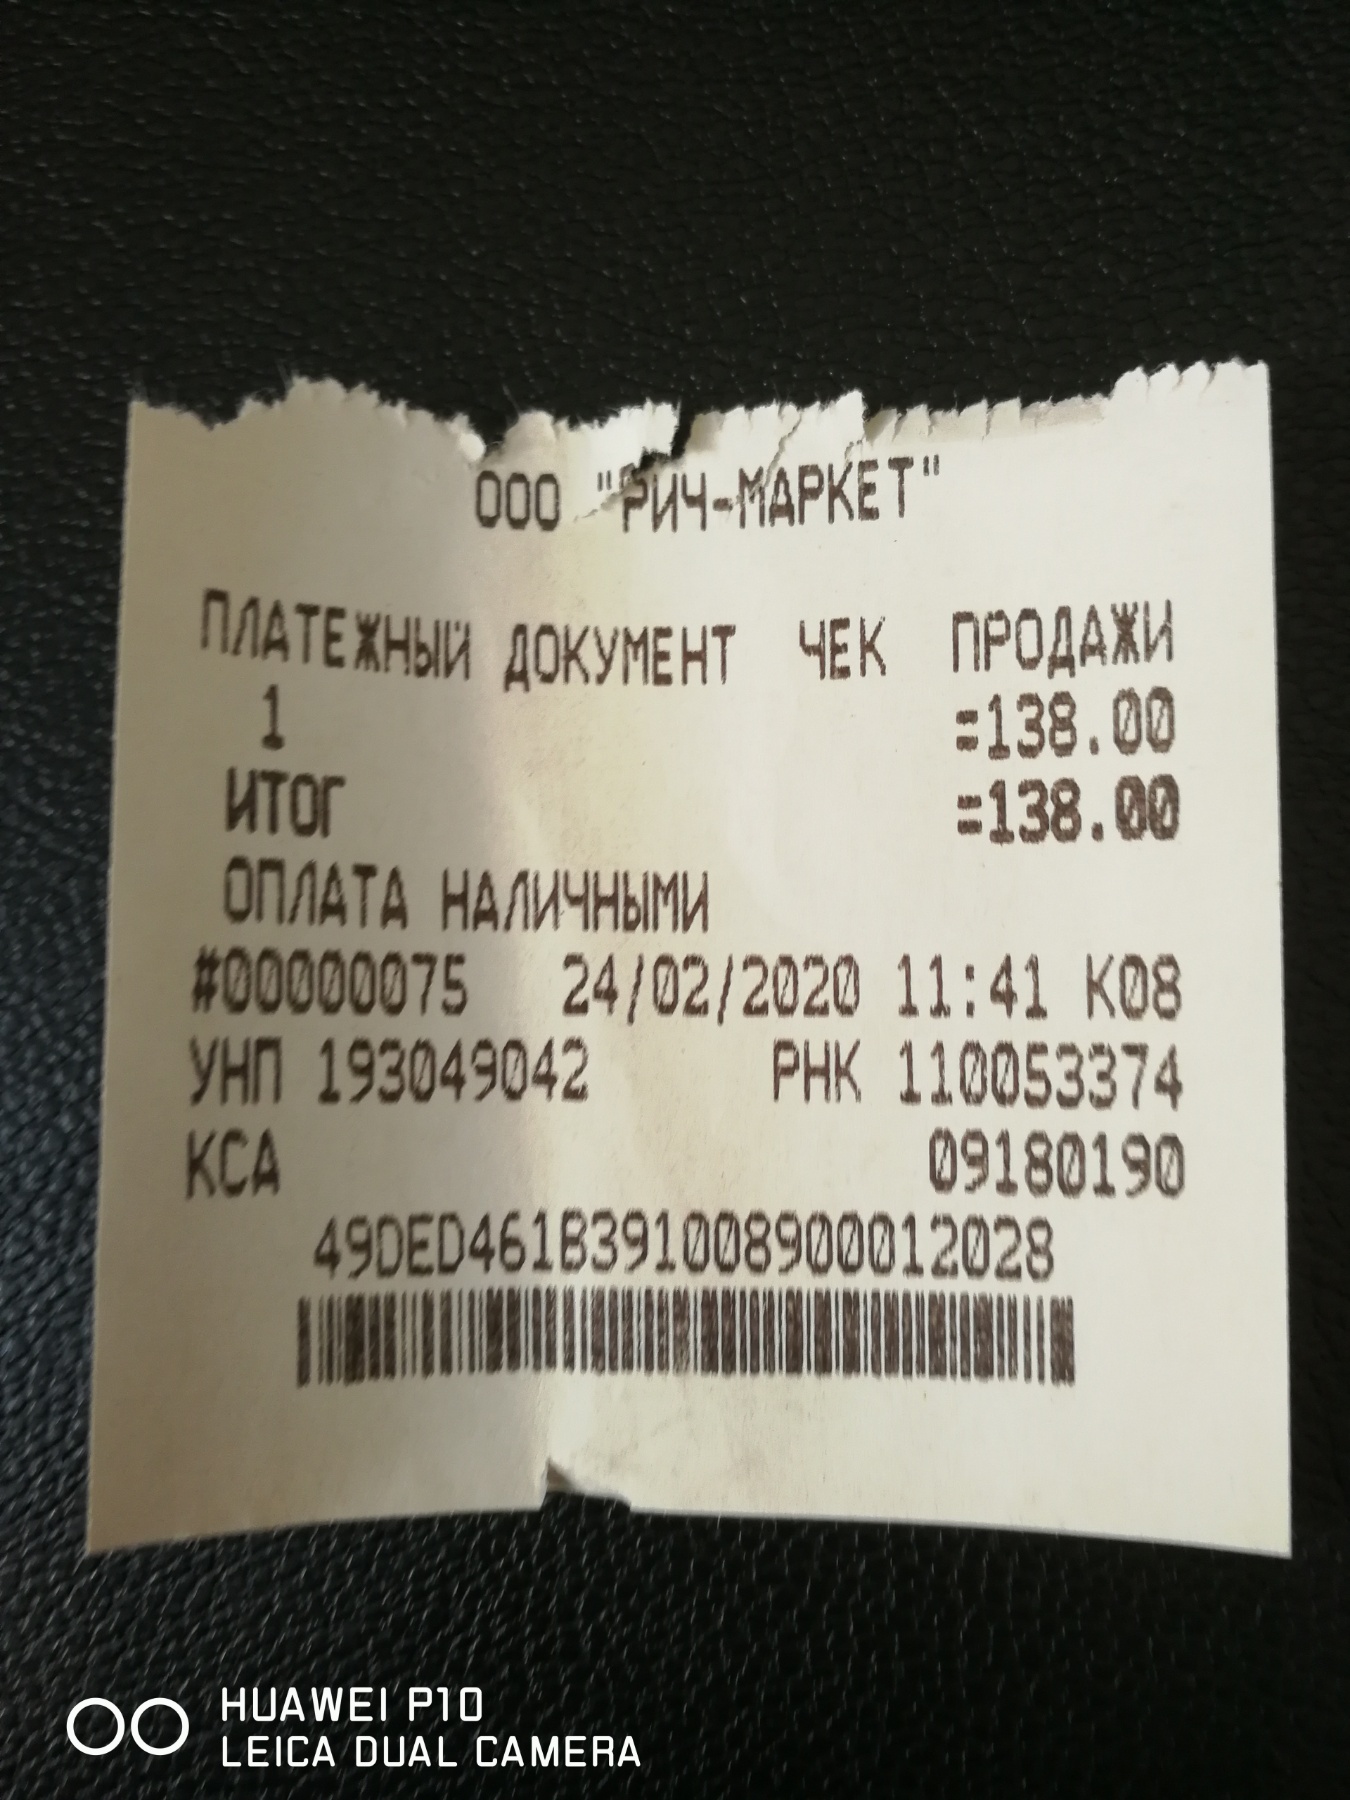 ООО "РИЧ-МАРКЕТ"
ПЛАТЕЖНЫЙ ДОКУМЕНТ ЧЕК ПРОДАЖИ
1 =138.00
ИТОГ =138.00
ОПЛАТА НАЛИЧНЫМИ
#00000075 24/02/2020 11:41 К08
УНП 193049042 РНК 110053374
КСА 09180190
49DED461B391008900012028
HUAWEI P10
LEICA DUAL CAMERA